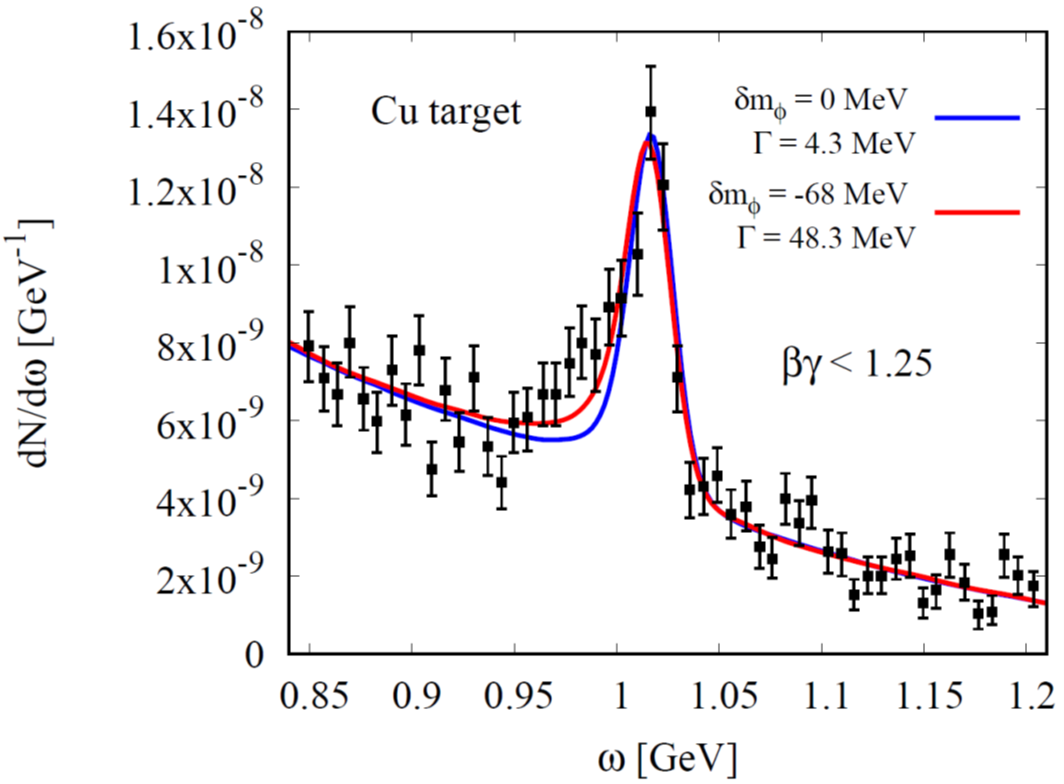 1.6x10⁻⁸
1.4x10⁻⁸
1.2x10⁻⁸
1x10⁻⁸
8x10⁻⁹
6x10⁻⁹
4x10⁻⁹
2x10⁻⁹
0
dN/dω [GeV⁻¹]
Cu target
δm_ϕ = 0 MeV
Γ = 4.3 MeV
δm_ϕ = -68 MeV
Γ = 48.3 MeV
βγ < 1.25
0.85 0.9 0.95 1 1.05 1.1 1.15 1.2
ω [GeV]